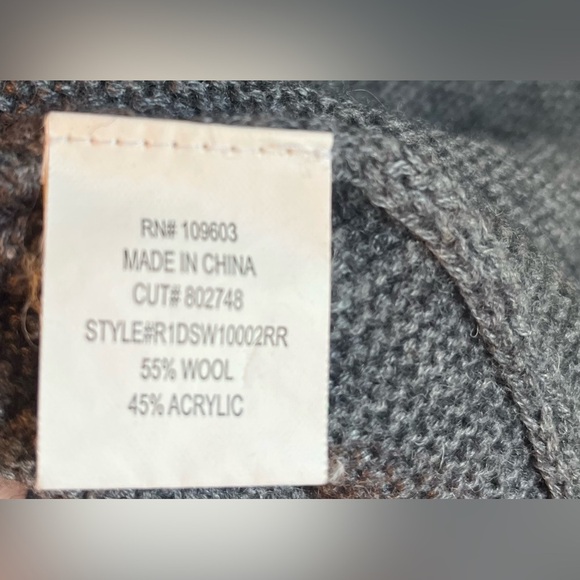 RN# 109603
MADE IN CHINA
CUT# 802748
STYLE#R1DSW10002RR
55% WOOL
45% ACRYLIC